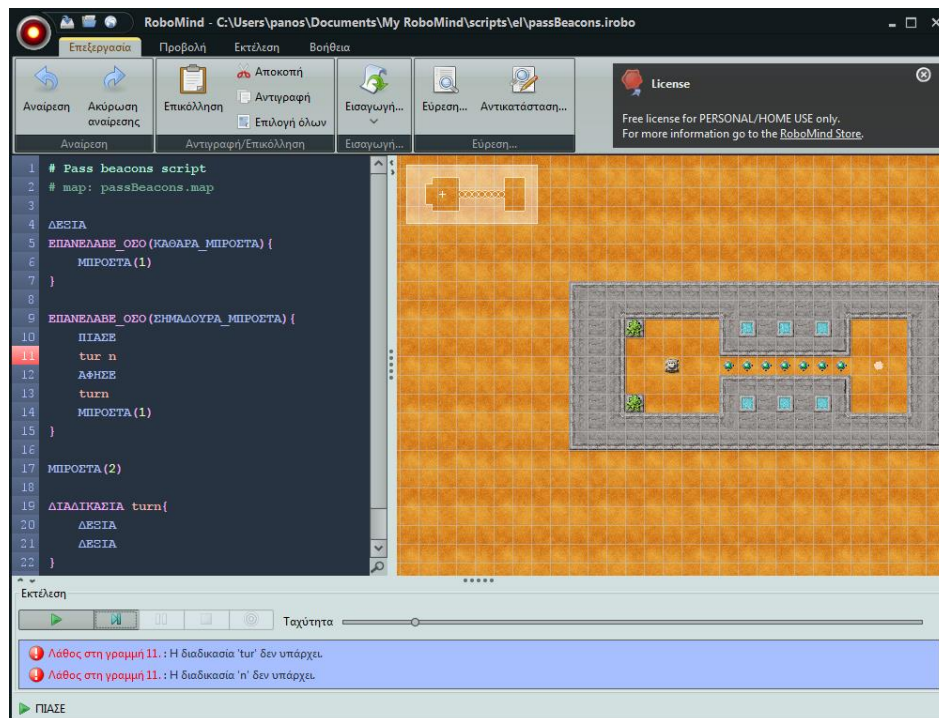 RoboMind - C:\Users\panos\Documents\My RoboMind\scripts\el\passBeacons.irobo
Επεξεργασία Προβολή Εκτέλεση Βοήθεια
Αναίρεση
Ακύρωση
αναίρεσης
Αναίρεση
Επικόλληση
Αποκοπή
Αντιγραφή
Επιλογή όλων
Αντιγραφή/Επικόλληση
Εισαγωγή...
Εισαγωγή...
Εύρεση...
Αντικατάσταση...
Εύρεση...
License
Free license for PERSONAL/HOME USE only.
For more information go to the RoboMind Store.
1 # Pass beacons script
2 # map: passBeacons.map
3
4 ΔΕΞΙΑ
5 ΕΠΑΝΕΛΑΒΕ_ΟΣΟ(ΚΑΘΑΡΑ_ΜΠΡΟΣΤΑ){
6 ΜΠΡΟΣΤΑ(1)
7 }
8
9 ΕΠΑΝΕΛΑΒΕ_ΟΣΟ(ΣΗΜΑΔΟΥΡΑ_ΜΠΡΟΣΤΑ){
10 ΠΙΑΣΕ
11 tur n
12 ΑΦΗΣΕ
13 turn
14 ΜΠΡΟΣΤΑ(1)
15 }
16
17 ΜΠΡΟΣΤΑ(2)
18
19 ΔΙΑΔΙΚΑΣΙΑ turn{
20 ΔΕΞΙΑ
21 ΔΕΞΙΑ
22 }
Εκτέλεση
Ταχύτητα
Λάθος στη γραμμή 11. : Η διαδικασία 'tur' δεν υπάρχει.
Λάθος στη γραμμή 11. : Η διαδικασία 'n' δεν υπάρχει.
ΠΙΑΣΕ